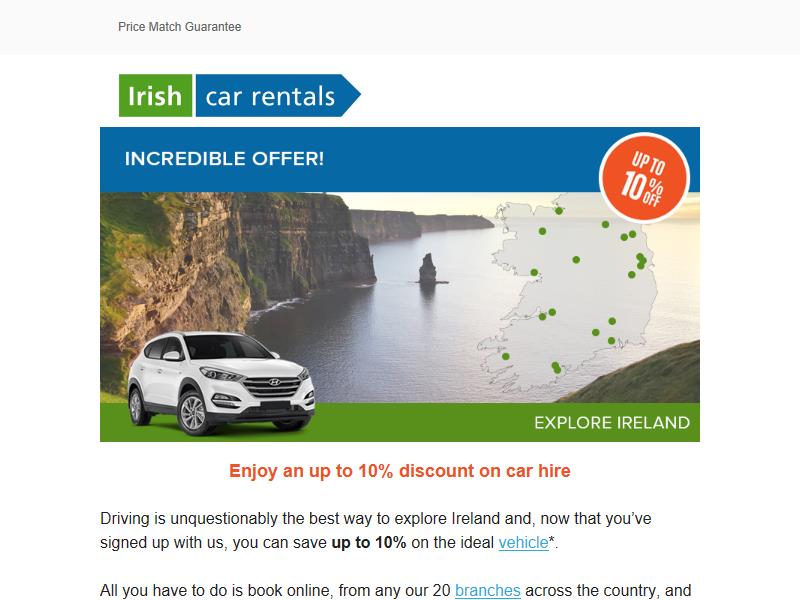 Price Match Guarantee
Irish car rentals
INCREDIBLE OFFER!
UP TO
10%
OFF
EXPLORE IRELAND
Enjoy an up to 10% discount on car hire
Driving is unquestionably the best way to explore Ireland and, now that you’ve
signed up with us, you can save up to 10% on the ideal vehicle*.
All you have to do is book online, from any our 20 branches across the country, and